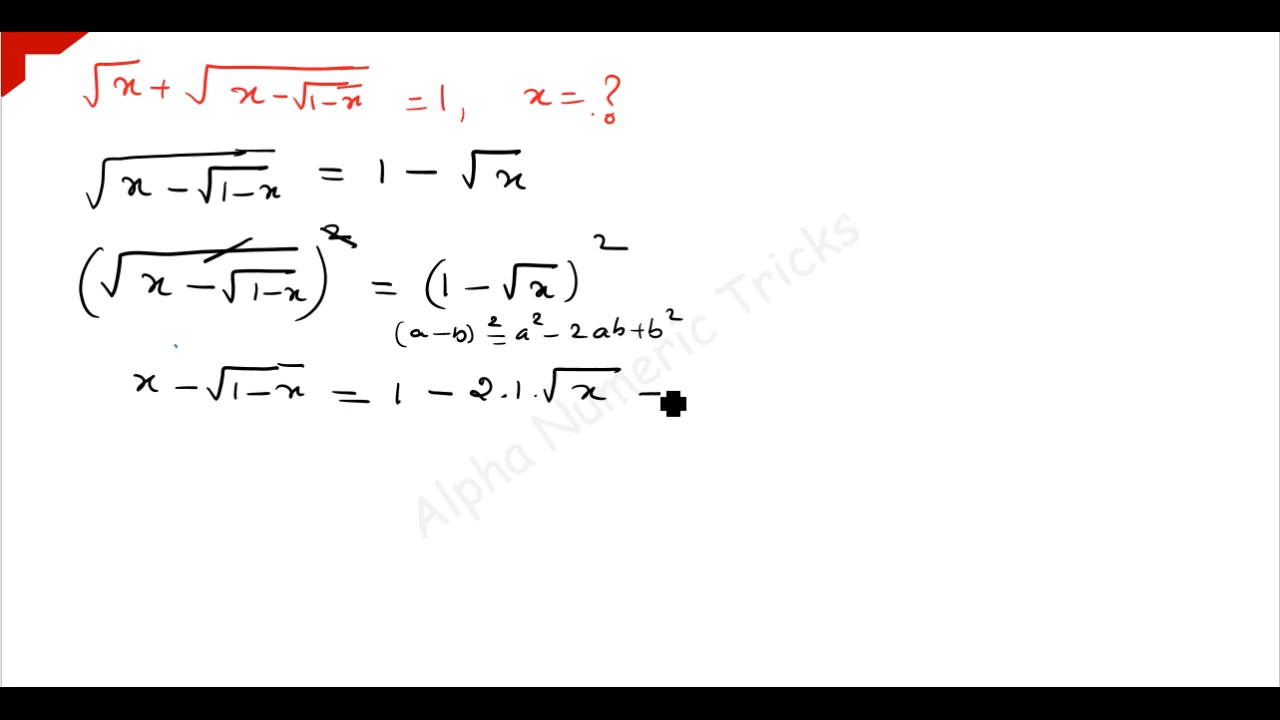 √x + √(x − √(1−x)) = 1, x = ?
√(x − √(1−x)) = 1 − √x
(√(x − √(1−x)))² = (1 − √x)²
(a−b)² = a² − 2ab + b²
x − √(1−x) = 1 − 2.1.√x −
Alpha Numeric Tricks